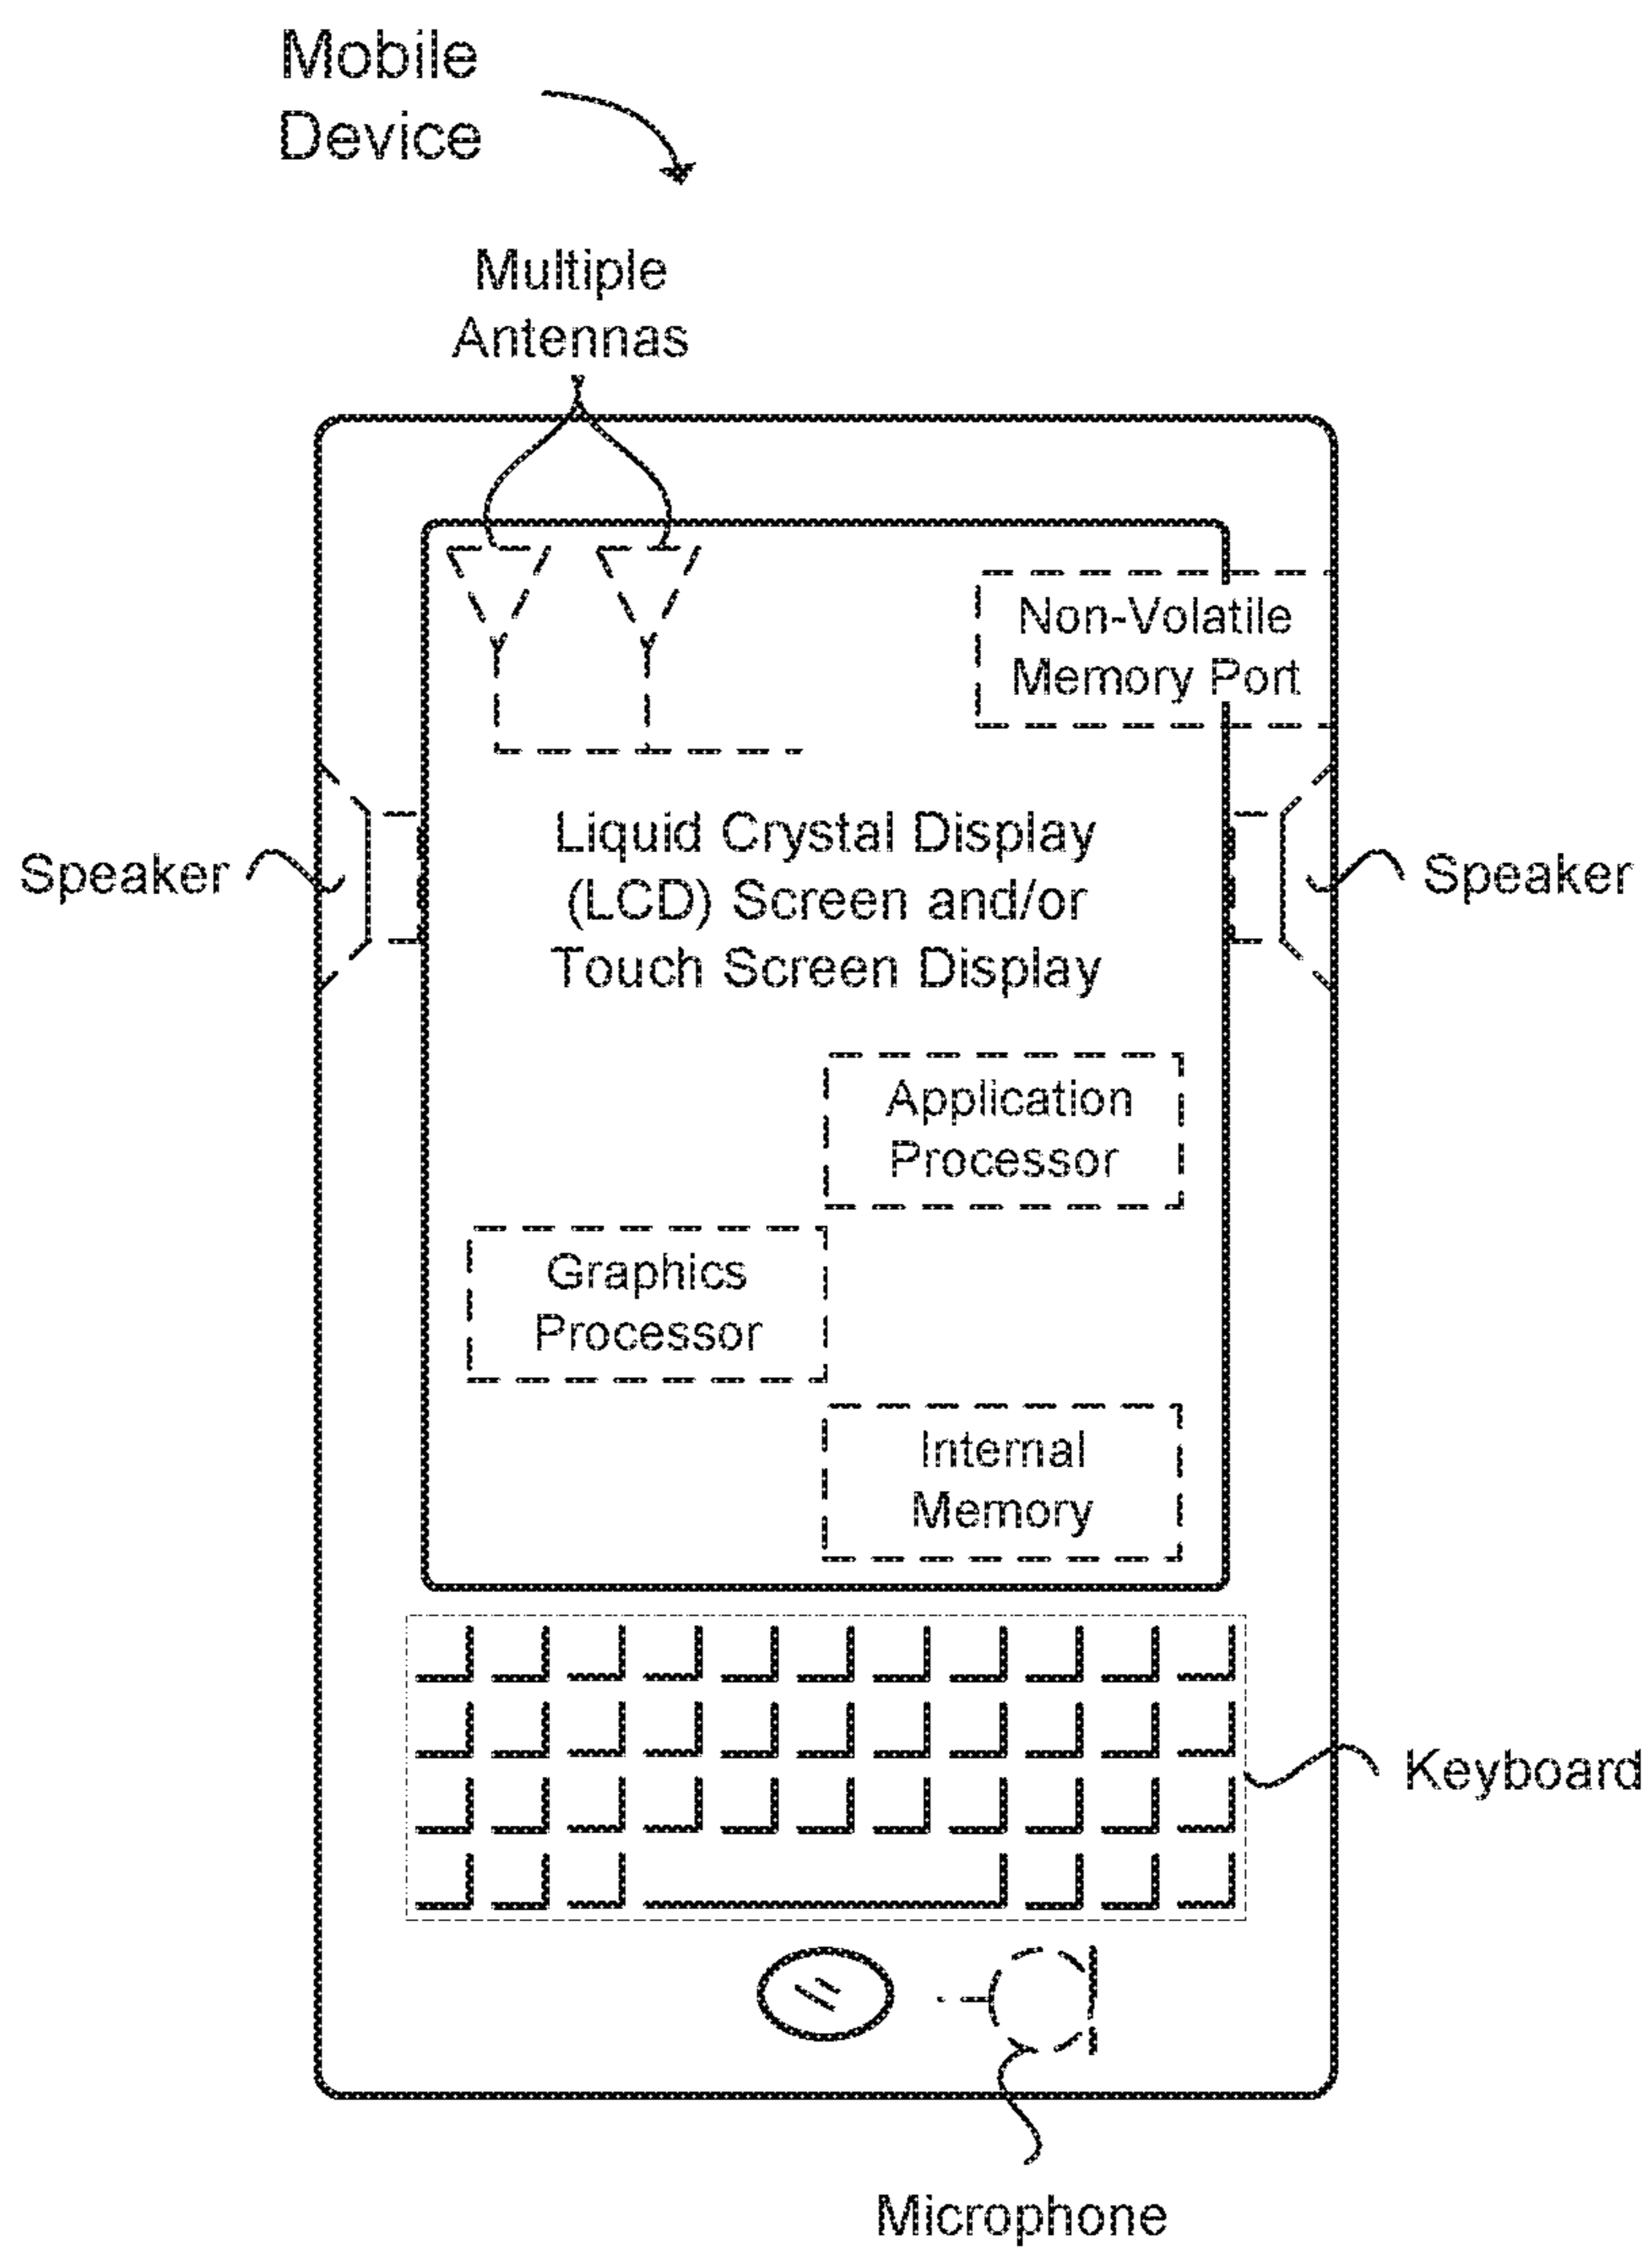 Mobile
Device
Multiple
Antennas
Non-Volatile
Memory Port
Liquid Crystal Display
(LCD) Screen and/or
Touch Screen Display
Speaker
Speaker
Application
Processor
Graphics
Processor
Internal
Memory
Keyboard
Microphone